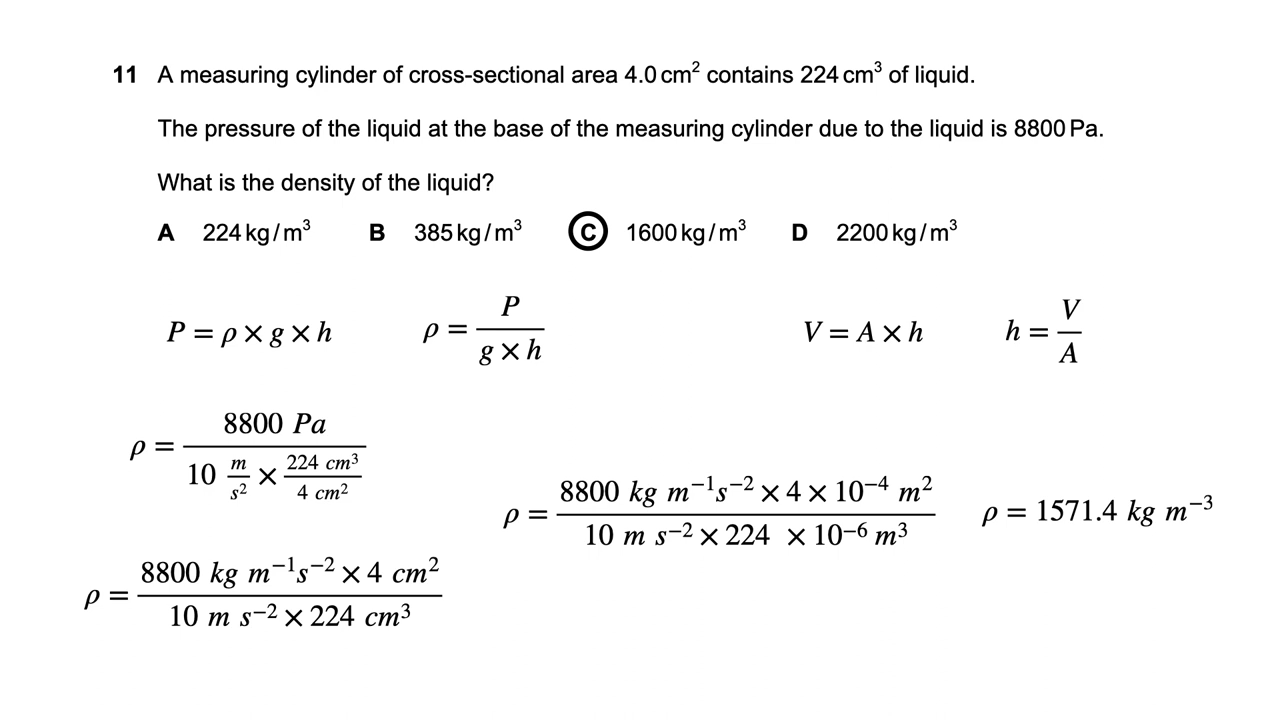 11 A measuring cylinder of cross-sectional area 4.0 cm² contains 224 cm³ of liquid.
The pressure of the liquid at the base of the measuring cylinder due to the liquid is 8800 Pa.
What is the density of the liquid?
A 224 kg/m³ B 385 kg/m³ C 1600 kg/m³ D 2200 kg/m³
P = ρ × g × h ρ = P / (g × h) V = A × h h = V / A
ρ = 8800 Pa / (10 m/s² × 224 cm³ / 4 cm²)
ρ = 8800 kg m⁻¹s⁻² × 4 × 10⁻⁴ m² / (10 m s⁻² × 224 × 10⁻⁶ m³) ρ = 1571.4 kg m⁻³
ρ = 8800 kg m⁻¹s⁻² × 4 cm² / (10 m s⁻² × 224 cm³)